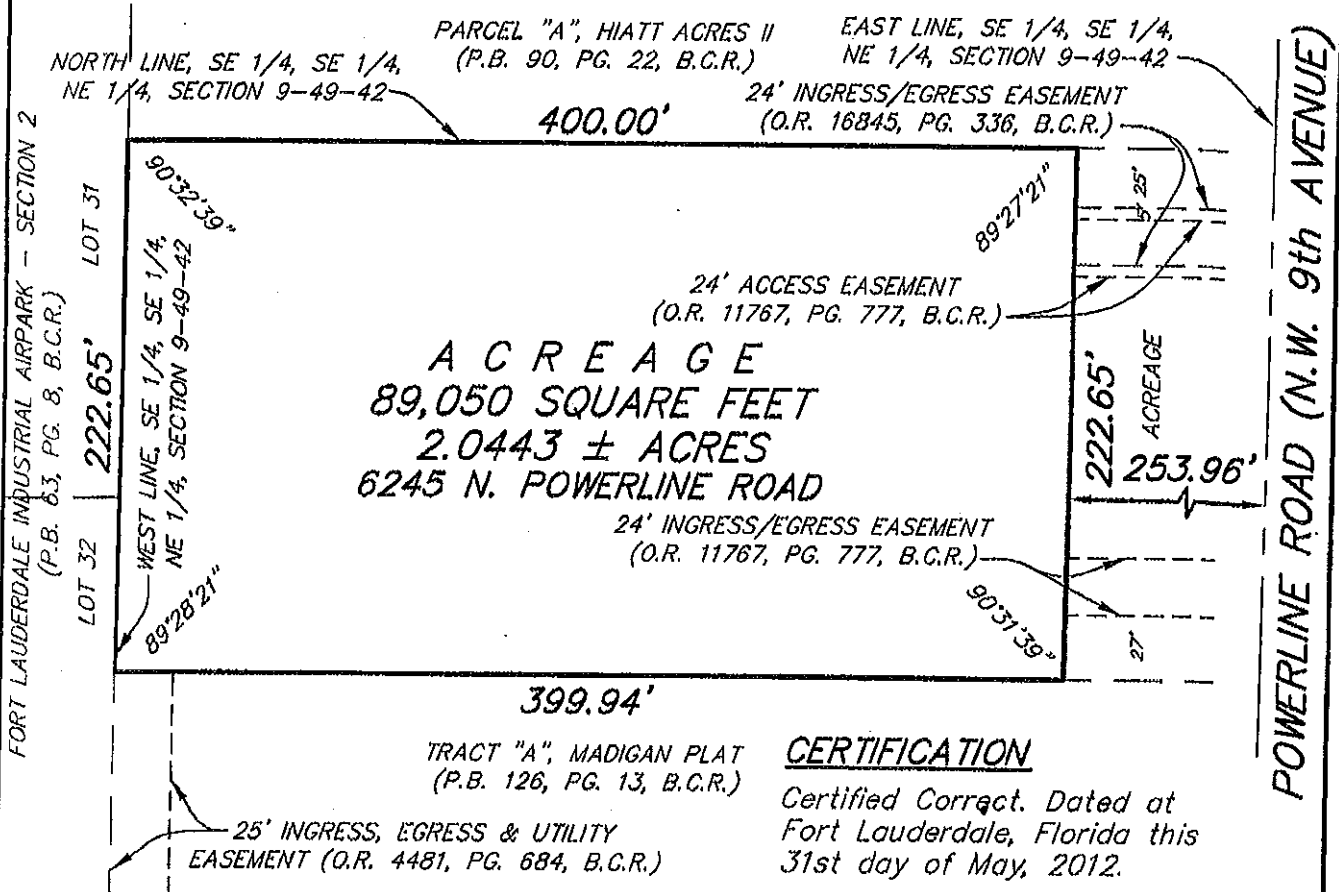 PARCEL "A", HIATT ACRES II
(P.B. 90, PG. 22, B.C.R.)
EAST LINE, SE 1/4, SE 1/4,
NE 1/4, SECTION 9-49-42
NORTH LINE, SE 1/4, SE 1/4,
NE 1/4, SECTION 9-49-42
24' INGRESS/EGRESS EASEMENT
(O.R. 16845, PG. 336, B.C.R.)
400.00'
90°32'39"
89°27'21"
25'
5'
FORT LAUDERDALE INDUSTRIAL AIRPARK - SECTION 2
(P.B. 63, PG. 8, B.C.R.)
LOT 31
LOT 32
222.65'
WEST LINE, SE 1/4, SE 1/4,
NE 1/4, SECTION 9-49-42
24' ACCESS EASEMENT
(O.R. 11767, PG. 777, B.C.R.)
ACREAGE
89,050 SQUARE FEET
2.0443 ± ACRES
6245 N. POWERLINE ROAD
222.65'
ACREAGE
253.96'
POWERLINE ROAD (N.W. 9th AVENUE)
24' INGRESS/EGRESS EASEMENT
(O.R. 11767, PG. 777, B.C.R.)
89°28'21"
90°31'39"
27'
399.94'
TRACT "A", MADIGAN PLAT
(P.B. 126, PG. 13, B.C.R.)
25' INGRESS, EGRESS & UTILITY
EASEMENT (O.R. 4481, PG. 684, B.C.R.)
CERTIFICATION
Certified Correct. Dated at
Fort Lauderdale, Florida this
31st day of May, 2012.